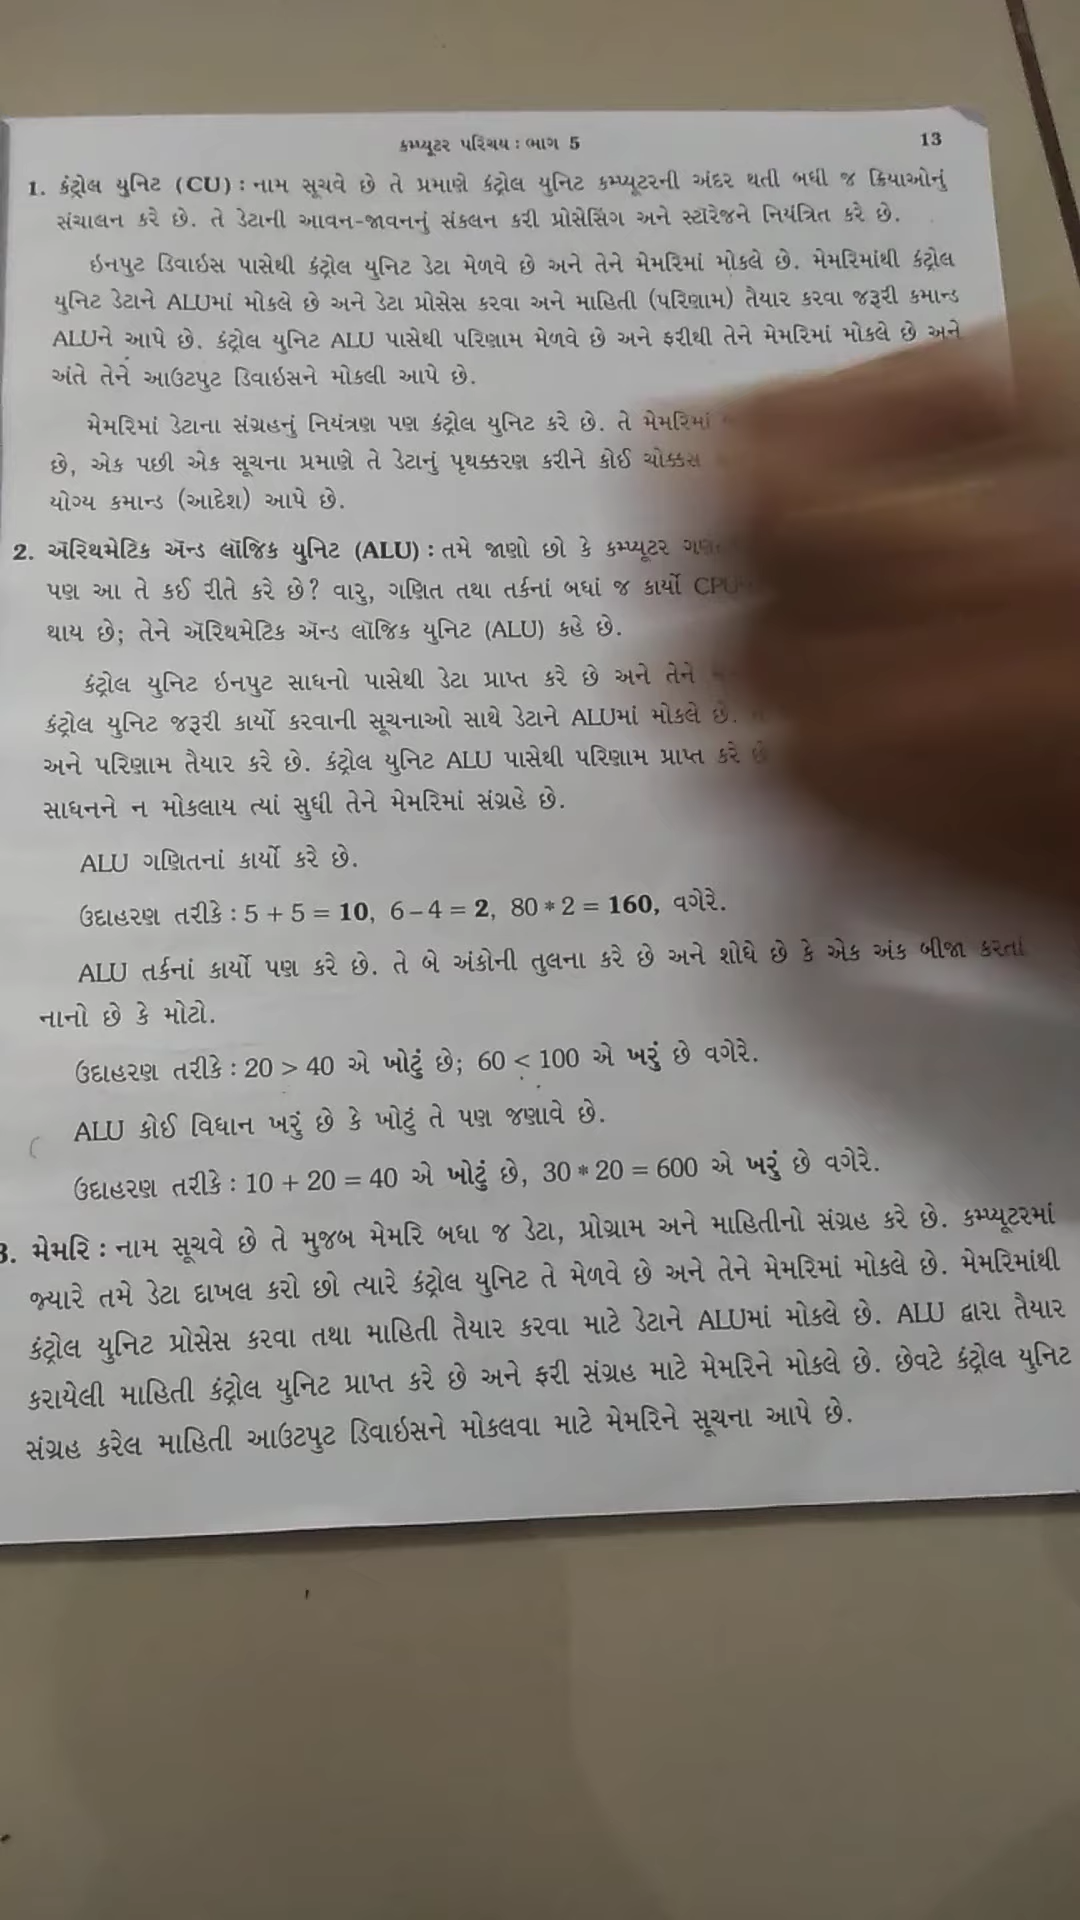 કમ્પ્યૂટર પરિચય : ભાગ 5 13
1. કંટ્રોલ યુનિટ (CU) : નામ સૂચવે છે તે પ્રમાણે કંટ્રોલ યુનિટ કમ્પ્યૂટરની અંદર થતી બધી જ ક્રિયાઓનું
સંચાલન કરે છે. તે ડેટાની આવન-જાવનનું સંકલન કરી પ્રોસેસિંગ અને સ્ટૉરેજને નિયંત્રિત કરે છે.
ઇનપુટ ડિવાઇસ પાસેથી કંટ્રોલ યુનિટ ડેટા મેળવે છે અને તેને મેમરિમાં મોકલે છે. મેમરિમાંથી કંટ્રોલ
યુનિટ ડેટાને ALUમાં મોકલે છે અને ડેટા પ્રોસેસ કરવા અને માહિતી (પરિણામ) તૈયાર કરવા જરૂરી કમાન્ડ
ALUને આપે છે. કંટ્રોલ યુનિટ ALU પાસેથી પરિણામ મેળવે છે અને ફરીથી તેને મેમરિમાં મોકલે છે અને
અંતે તેને આઉટપુટ ડિવાઇસને મોકલી આપે છે.
મેમરિમાં ડેટાના સંગ્રહનું નિયંત્રણ પણ કંટ્રોલ યુનિટ કરે છે. તે મેમરિમાં
છે, એક પછી એક સૂચના પ્રમાણે તે ડેટાનું પૃથક્કરણ કરીને કોઈ ચોક્કસ
યોગ્ય કમાન્ડ (આદેશ) આપે છે.
2. ઍરિથમેટિક ઍન્ડ લૉજિક યુનિટ (ALU) : તમે જાણો છો કે કમ્પ્યૂટર
પણ આ તે કઈ રીતે કરે છે? વારુ, ગણિત તથા તર્કનાં બધાં જ કાર્યો CPU
થાય છે; તેને ઍરિથમેટિક ઍન્ડ લૉજિક યુનિટ (ALU) કહે છે.
કંટ્રોલ યુનિટ ઇનપુટ સાધનો પાસેથી ડેટા પ્રાપ્ત કરે છે અને તેને
કંટ્રોલ યુનિટ જરૂરી કાર્યો કરવાની સૂચનાઓ સાથે ડેટાને ALUમાં મોકલે છે.
અને પરિણામ તૈયાર કરે છે. કંટ્રોલ યુનિટ ALU પાસેથી પરિણામ પ્રાપ્ત કરે છે
સાધનને ન મોકલાય ત્યાં સુધી તેને મેમરિમાં સંગ્રહે છે.
ALU ગણિતનાં કાર્યો કરે છે.
ઉદાહરણ તરીકે : 5 + 5 = 10, 6 – 4 = 2, 80 * 2 = 160, વગેરે.
ALU તર્કનાં કાર્યો પણ કરે છે. તે બે અંકોની તુલના કરે છે અને શોધે છે કે એક અંક બીજા કરતાં
નાનો છે કે મોટો.
ઉદાહરણ તરીકે : 20 > 40 એ ખોટું છે; 60 < 100 એ ખરું છે વગેરે.
ALU કોઈ વિધાન ખરું છે કે ખોટું તે પણ જણાવે છે.
ઉદાહરણ તરીકે : 10 + 20 = 40 એ ખોટું છે, 30 * 20 = 600 એ ખરું છે વગેરે.
3. મેમરિ : નામ સૂચવે છે તે મુજબ મેમરિ બધા જ ડેટા, પ્રોગ્રામ અને માહિતીનો સંગ્રહ કરે છે. કમ્પ્યૂટરમાં
જ્યારે તમે ડેટા દાખલ કરો છો ત્યારે કંટ્રોલ યુનિટ તે મેળવે છે અને તેને મેમરિમાં મોકલે છે. મેમરિમાંથી
કંટ્રોલ યુનિટ પ્રોસેસ કરવા તથા માહિતી તૈયાર કરવા માટે ડેટાને ALUમાં મોકલે છે. ALU દ્વારા તૈયાર
કરાયેલી માહિતી કંટ્રોલ યુનિટ પ્રાપ્ત કરે છે અને ફરી સંગ્રહ માટે મેમરિને મોકલે છે. છેવટે કંટ્રોલ યુનિટ
સંગ્રહ કરેલ માહિતી આઉટપુટ ડિવાઇસને મોકલવા માટે મેમરિને સૂચના આપે છે.